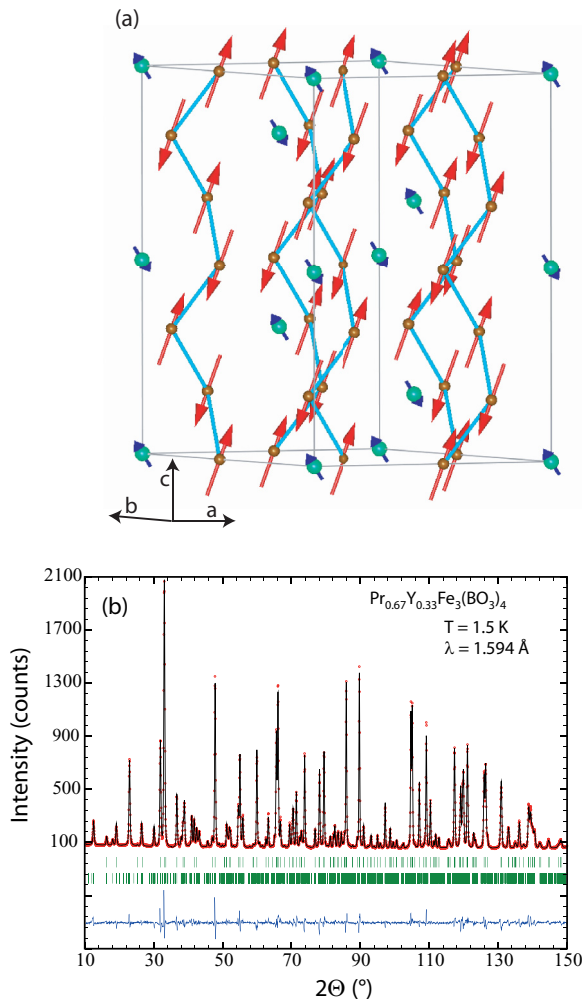 (a)
c
b
a
(b)
Pr₀.₆₇Y₀.₃₃Fe₃(BO₃)₄
T = 1.5 K
λ = 1.594 Å
Intensity (counts)
2100
1700
1300
900
500
100
10 30 50 70 90 110 130 150
2Θ (°)